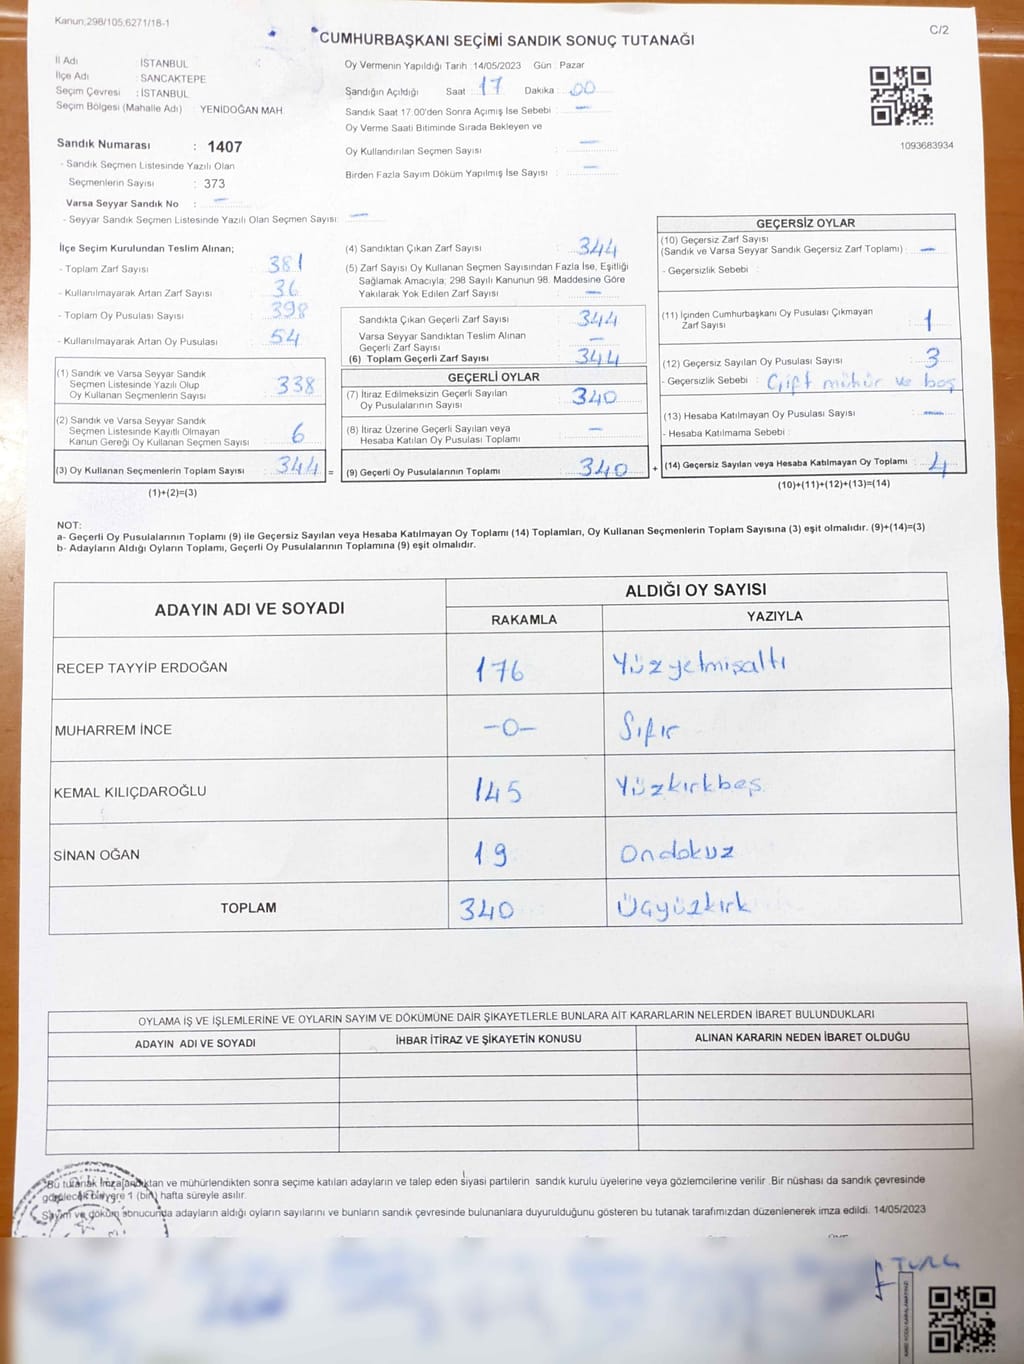 Kanun;298/105,6271/18-1
C/2
CUMHURBAŞKANI SEÇİMİ SANDIK SONUÇ TUTANAĞI
İl Adı : İSTANBUL
İlçe Adı : SANCAKTEPE
Seçim Çevresi : İSTANBUL
Seçim Bölgesi (Mahalle Adı) : YENİDOĞAN MAH.
Oy Vermenin Yapıldığı Tarih :14/05/2023 Gün : Pazar
Sandığın Açıldığı Saat : 17 Dakika : 00
Sandık Saat 17.00'den Sonra Açımış İse Sebebi : —
Oy Verme Saati Bitiminde Sırada Bekleyen ve
Oy Kullandırılan Seçmen Sayısı : —
Birden Fazla Sayım Döküm Yapılmış İse Sayısı : —
1093683934
Sandık Numarası : 1407
- Sandık Seçmen Listesinde Yazılı Olan
Seçmenlerin Sayısı : 373
Varsa Seyyar Sandık No : —
- Seyyar Sandık Seçmen Listesinde Yazılı Olan Seçmen Sayısı: —
İlçe Seçim Kurulundan Teslim Alınan;
- Toplam Zarf Sayısı : 381
- Kullanılmayarak Artan Zarf Sayısı : 36
- Toplam Oy Pusulası Sayısı : 398
- Kullanılmayarak Artan Oy Pusulası : 54
(1) Sandık ve Varsa Seyyar Sandık
Seçmen Listesinde Yazılı Olup
Oy Kullanan Seçmenlerin Sayısı : 338
(2) Sandık ve Varsa Seyyar Sandık
Seçmen Listesinde Kayıtlı Olmayan
Kanun Gereği Oy Kullanan Seçmen Sayısı : 6
(3) Oy Kullanan Seçmenlerin Toplam Sayısı : 344 =
(1)+(2)=(3)
(4) Sandıktan Çıkan Zarf Sayısı : 344
(5) Zarf Sayısı Oy Kullanan Seçmen Sayısından Fazla İse, Eşitliği
Sağlamak Amacıyla; 298 Sayılı Kanunun 98. Maddesine Göre
Yakılarak Yok Edilen Zarf Sayısı : —
Sandıkta Çıkan Geçerli Zarf Sayısı : 344
Varsa Seyyar Sandıktan Teslim Alınan
Geçerli Zarf Sayısı : —
(6) Toplam Geçerli Zarf Sayısı : 344
GEÇERLİ OYLAR
(7) İtiraz Edilmeksizin Geçerli Sayılan
Oy Pusulalarının Sayısı : 340
(8) İtiraz Üzerine Geçerli Sayılan veya
Hesaba Katılan Oy Pusulası Toplamı : —
(9) Geçerli Oy Pusulalarının Toplamı : 340 +
GEÇERSİZ OYLAR
(10) Geçersiz Zarf Sayısı
(Sandık ve Varsa Seyyar Sandık Geçersiz Zarf Toplamı) : —
- Geçersizlik Sebebi :
(11) İçinden Cumhurbaşkanı Oy Pusulası Çıkmayan
Zarf Sayısı : 1
(12) Geçersiz Sayılan Oy Pusulası Sayısı : 3
- Geçersizlik Sebebi : Çift mühür ve boş
(13) Hesaba Katılmayan Oy Pusulası Sayısı : —
- Hesaba Katılmama Sebebi :
(14) Geçersiz Sayılan veya Hesaba Katılmayan Oy Toplamı : 4
(10)+(11)+(12)+(13)=(14)
NOT:
a- Geçerli Oy Pusulalarının Toplamı (9) ile Geçersiz Sayılan veya Hesaba Katılmayan Oy Toplamı (14) Toplamları, Oy Kullanan Seçmenlerin Toplam Sayısına (3) eşit olmalıdır. (9)+(14)=(3)
b- Adayların Aldığı Oyların Toplamı, Geçerli Oy Pusulalarının Toplamına (9) eşit olmalıdır.
ADAYIN ADI VE SOYADI
ALDIĞI OY SAYISI
RAKAMLA YAZIYLA
RECEP TAYYİP ERDOĞAN 176 Yüzyetmişaltı
MUHARREM İNCE —0— Sıfır
KEMAL KILIÇDAROĞLU 145 Yüzkırkbeş
SİNAN OĞAN 19 Ondokuz
TOPLAM 340 Üçyüzkırk
OYLAMA İŞ VE İŞLEMLERİNE VE OYLARIN SAYIM VE DÖKÜMÜNE DAİR ŞİKAYETLERLE BUNLARA AİT KARARLARIN NELERDEN İBARET BULUNDUKLARI
ADAYIN ADI VE SOYADI İHBAR İTİRAZ VE ŞİKAYETİN KONUSU ALINAN KARARIN NEDEN İBARET OLDUĞU
Bu tutanak imzalandıktan ve mühürlendikten sonra seçime katılan adayların ve talep eden siyasi partilerin sandık kurulu üyelerine veya gözlemcilerine verilir .Bir nüshası da sandık çevresinde
görülecek bir yere 1 (bir) hafta süreyle asılır.
Sayım ve döküm sonucunda adayların aldığı oyların sayılarını ve bunların sandık çevresinde bulunanlara duyurulduğunu gösteren bu tutanak tarafımızdan düzenlenerek imza edildi. 14/05/2023